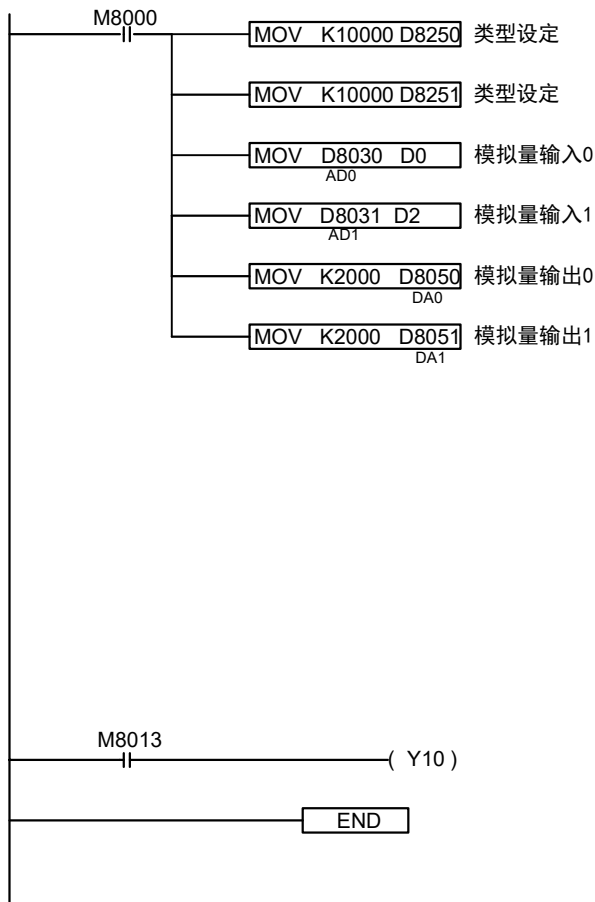 M8000
MOV K10000 D8250 类型设定
MOV K10000 D8251 类型设定
MOV D8030 D0 模拟量输入0
AD0
MOV D8031 D2 模拟量输入1
AD1
MOV K2000 D8050 模拟量输出0
DA0
MOV K2000 D8051 模拟量输出1
DA1
M8013
( Y10 )
END